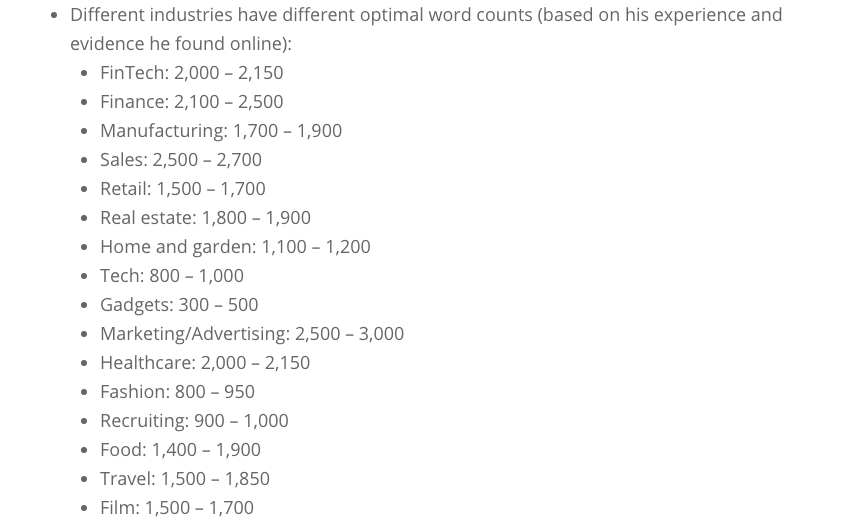 Different industries have different optimal word counts (based on his experience and
evidence he found online):
FinTech: 2,000 – 2,150
Finance: 2,100 – 2,500
Manufacturing: 1,700 – 1,900
Sales: 2,500 – 2,700
Retail: 1,500 – 1,700
Real estate: 1,800 – 1,900
Home and garden: 1,100 – 1,200
Tech: 800 – 1,000
Gadgets: 300 – 500
Marketing/Advertising: 2,500 – 3,000
Healthcare: 2,000 – 2,150
Fashion: 800 – 950
Recruiting: 900 – 1,000
Food: 1,400 – 1,900
Travel: 1,500 – 1,850
Film: 1,500 – 1,700